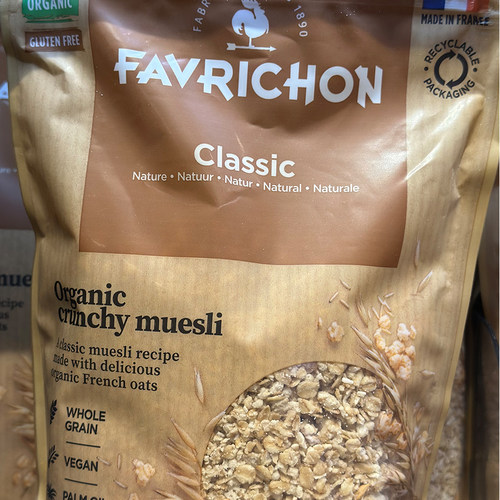 ORGANIC
GLUTEN FREE
1890
MADE IN FRANCE
RECYCLABLE
PACKAGING
FAVRICHON
Classic
Nature • Natuur • Natur • Natural • Naturale
Organic
crunchy muesli
A classic muesli recipe
made with delicious
organic French oats
WHOLE
GRAIN
VEGAN
PALM